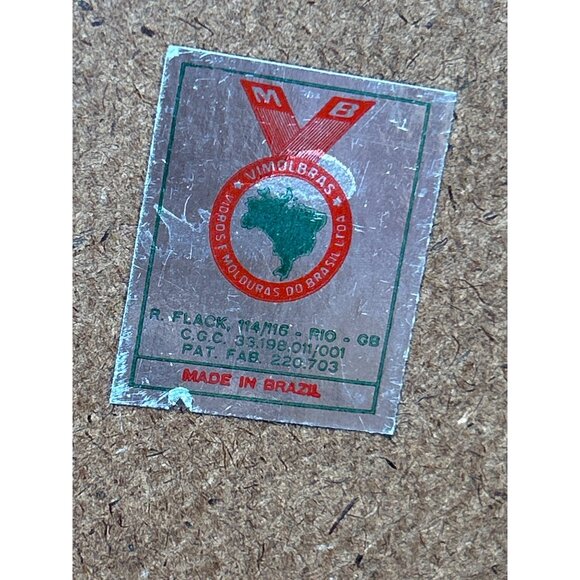 M B
★ VIMOLBRAS ★
VIDROS E MOLDURAS DO BRASIL LTDA
R. FLACK, 114/116 - RIO - GB
C.G.C. 33.198.011/001
PAT. FAB. 220.703
MADE IN BRAZIL